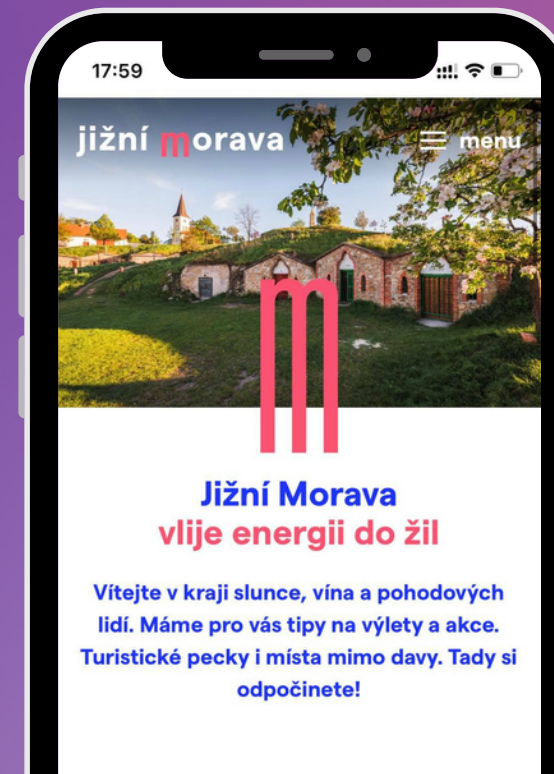 17:59
jižní morava
menu
m
Jižní Morava
vlije energii do žil
Vítejte v kraji slunce, vína a pohodových
lidí. Máme pro vás tipy na výlety a akce.
Turistické pecky i místa mimo davy. Tady si
odpočinete!